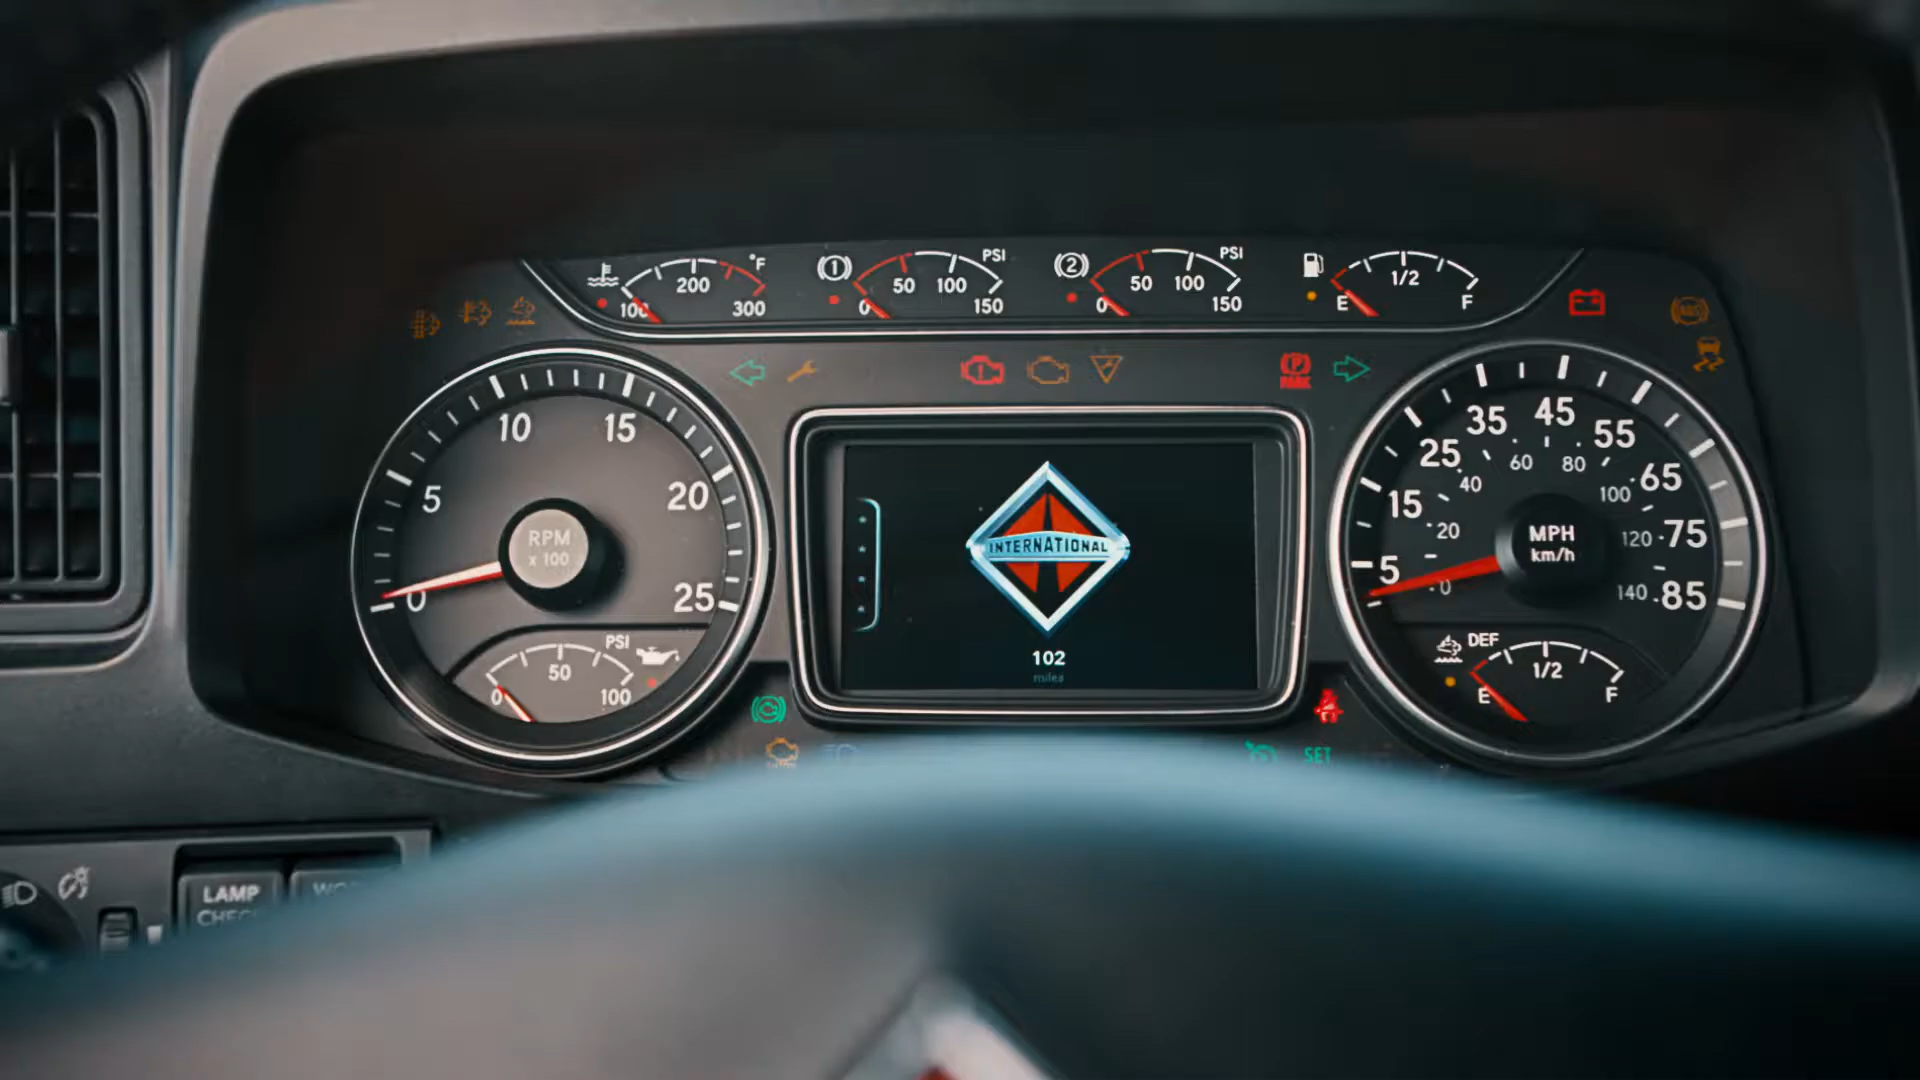 °F
200
100
300
1
PSI
50
100
0
150
2
PSI
50
100
0
150
1/2
E
F
ABS
P
PARK
10
15
5
20
RPM
x 100
0
25
PSI
50
0
100
INTERNATIONAL
102
miles
45
35
55
25
65
15
75
5
85
60
80
40
100
20
120
0
140
MPH
km/h
DEF
1/2
E
F
SET
LAMP
CHECK